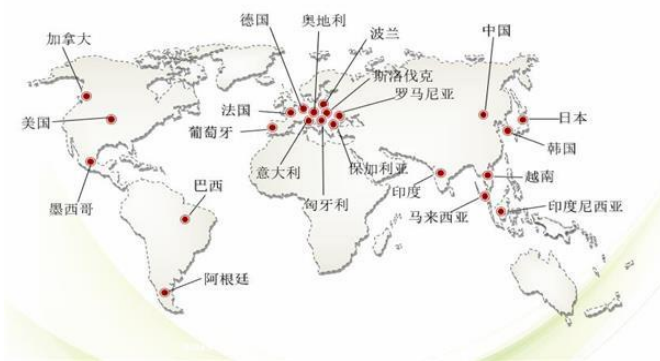 德国
奥地利
波兰
中国
加拿大
斯洛伐克
罗马尼亚
美国
法国
葡萄牙
日本
韩国
意大利
保加利亚
匈牙利
印度
越南
墨西哥
巴西
马来西亚
印度尼西亚
阿根廷